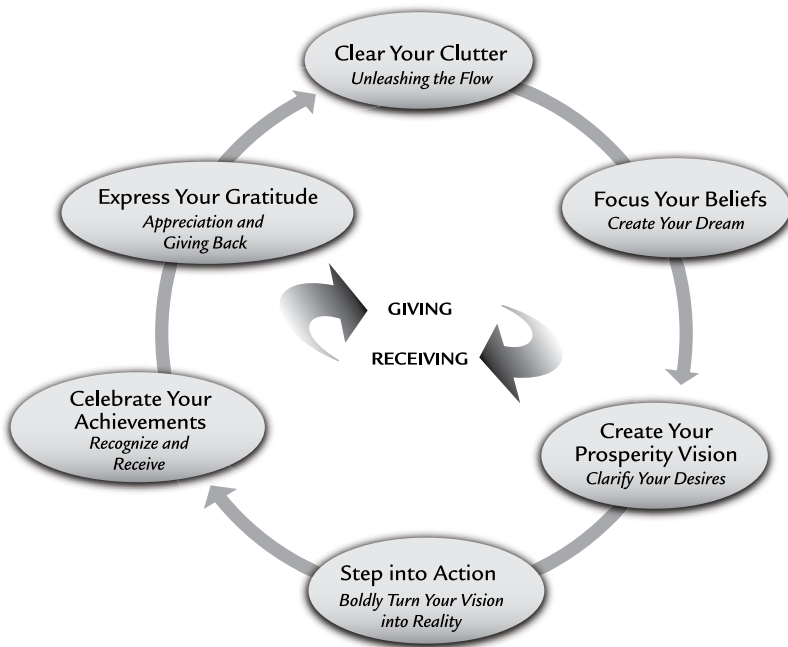 Clear Your Clutter
Unleashing the Flow
Focus Your Beliefs
Create Your Dream
Create Your
Prosperity Vision
Clarify Your Desires
Step into Action
Boldly Turn Your Vision
into Reality
Celebrate Your
Achievements
Recognize and
Receive
Express Your Gratitude
Appreciation and
Giving Back
GIVING
RECEIVING